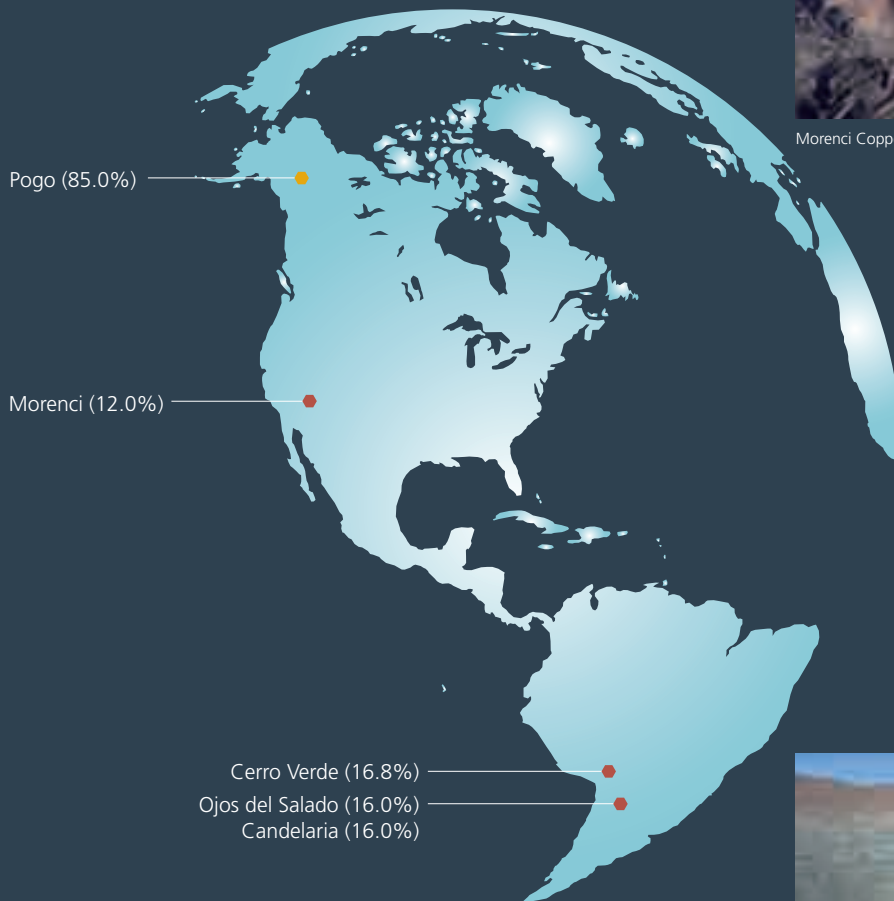 Morenci Copp
Pogo (85.0%)
Morenci (12.0%)
Cerro Verde (16.8%)
Ojos del Salado (16.0%)
Candelaria (16.0%)